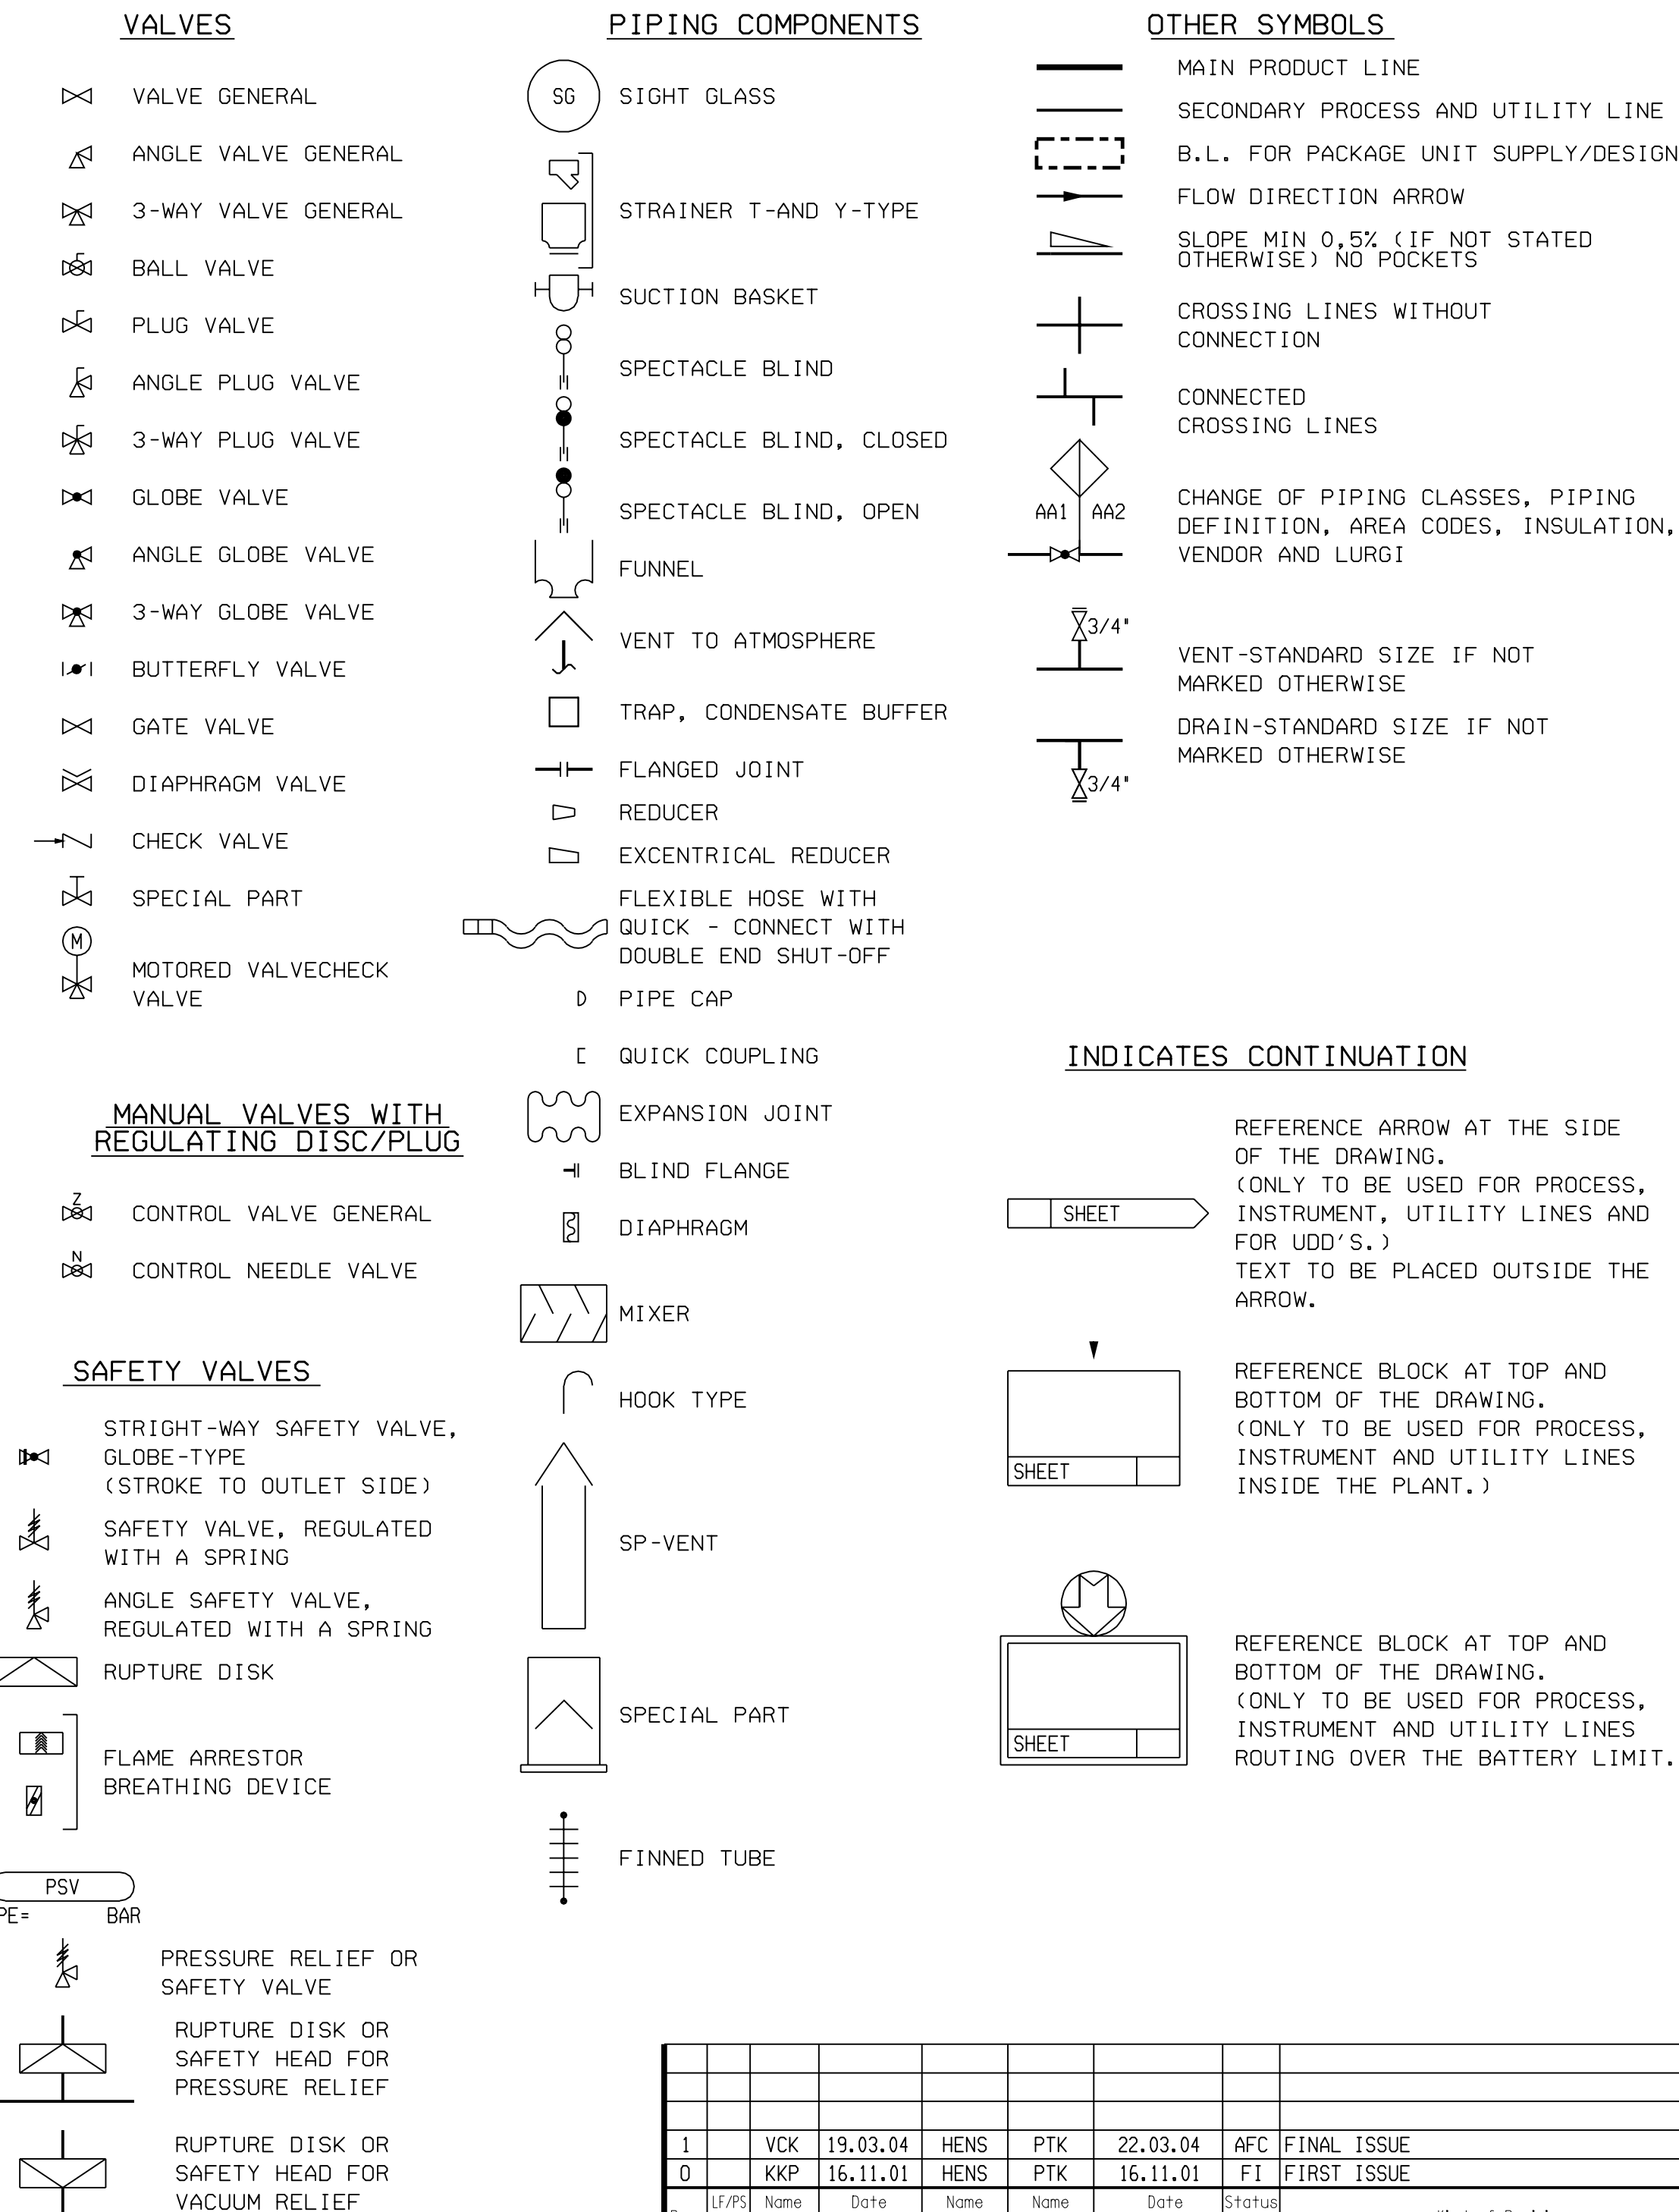 VALVES
VALVE GENERAL
ANGLE VALVE GENERAL
3-WAY VALVE GENERAL
BALL VALVE
PLUG VALVE
ANGLE PLUG VALVE
3-WAY PLUG VALVE
GLOBE VALVE
ANGLE GLOBE VALVE
3-WAY GLOBE VALVE
BUTTERFLY VALVE
GATE VALVE
DIAPHRAGM VALVE
CHECK VALVE
SPECIAL PART
M
MOTORED VALVECHECK
VALVE
MANUAL VALVES WITH
REGULATING DISC/PLUG
Z
CONTROL VALVE GENERAL
N
CONTROL NEEDLE VALVE
SAFETY VALVES
STRIGHT-WAY SAFETY VALVE,
GLOBE-TYPE
(STROKE TO OUTLET SIDE)
SAFETY VALVE, REGULATED
WITH A SPRING
ANGLE SAFETY VALVE,
REGULATED WITH A SPRING
RUPTURE DISK
FLAME ARRESTOR
BREATHING DEVICE
PSV
PE= BAR
PRESSURE RELIEF OR
SAFETY VALVE
RUPTURE DISK OR
SAFETY HEAD FOR
PRESSURE RELIEF
RUPTURE DISK OR
SAFETY HEAD FOR
VACUUM RELIEF
PIPING COMPONENTS
SG SIGHT GLASS
STRAINER T-AND Y-TYPE
SUCTION BASKET
SPECTACLE BLIND
SPECTACLE BLIND, CLOSED
SPECTACLE BLIND, OPEN
FUNNEL
VENT TO ATMOSPHERE
TRAP, CONDENSATE BUFFER
FLANGED JOINT
REDUCER
EXCENTRICAL REDUCER
FLEXIBLE HOSE WITH
QUICK - CONNECT WITH
DOUBLE END SHUT-OFF
PIPE CAP
QUICK COUPLING
EXPANSION JOINT
BLIND FLANGE
DIAPHRAGM
MIXER
HOOK TYPE
SP-VENT
SPECIAL PART
FINNED TUBE
OTHER SYMBOLS
MAIN PRODUCT LINE
SECONDARY PROCESS AND UTILITY LINE
B.L. FOR PACKAGE UNIT SUPPLY/DESIGN
FLOW DIRECTION ARROW
SLOPE MIN 0,5% (IF NOT STATED
OTHERWISE) NO POCKETS
CROSSING LINES WITHOUT
CONNECTION
CONNECTED
CROSSING LINES
AA1 AA2
CHANGE OF PIPING CLASSES, PIPING
DEFINITION, AREA CODES, INSULATION,
VENDOR AND LURGI
3/4"
VENT-STANDARD SIZE IF NOT
MARKED OTHERWISE
DRAIN-STANDARD SIZE IF NOT
MARKED OTHERWISE
3/4"
INDICATES CONTINUATION
REFERENCE ARROW AT THE SIDE
OF THE DRAWING.
(ONLY TO BE USED FOR PROCESS,
SHEET INSTRUMENT, UTILITY LINES AND
FOR UDD'S.)
TEXT TO BE PLACED OUTSIDE THE
ARROW.
REFERENCE BLOCK AT TOP AND
BOTTOM OF THE DRAWING.
(ONLY TO BE USED FOR PROCESS,
INSTRUMENT AND UTILITY LINES
INSIDE THE PLANT.)
SHEET
REFERENCE BLOCK AT TOP AND
BOTTOM OF THE DRAWING.
(ONLY TO BE USED FOR PROCESS,
INSTRUMENT AND UTILITY LINES
ROUTING OVER THE BATTERY LIMIT.
SHEET
1 VCK 19.03.04 HENS PTK 22.03.04 AFC FINAL ISSUE
0 KKP 16.11.01 HENS PTK 16.11.01 FI FIRST ISSUE
LF/PS Name Date Name Name Date Status